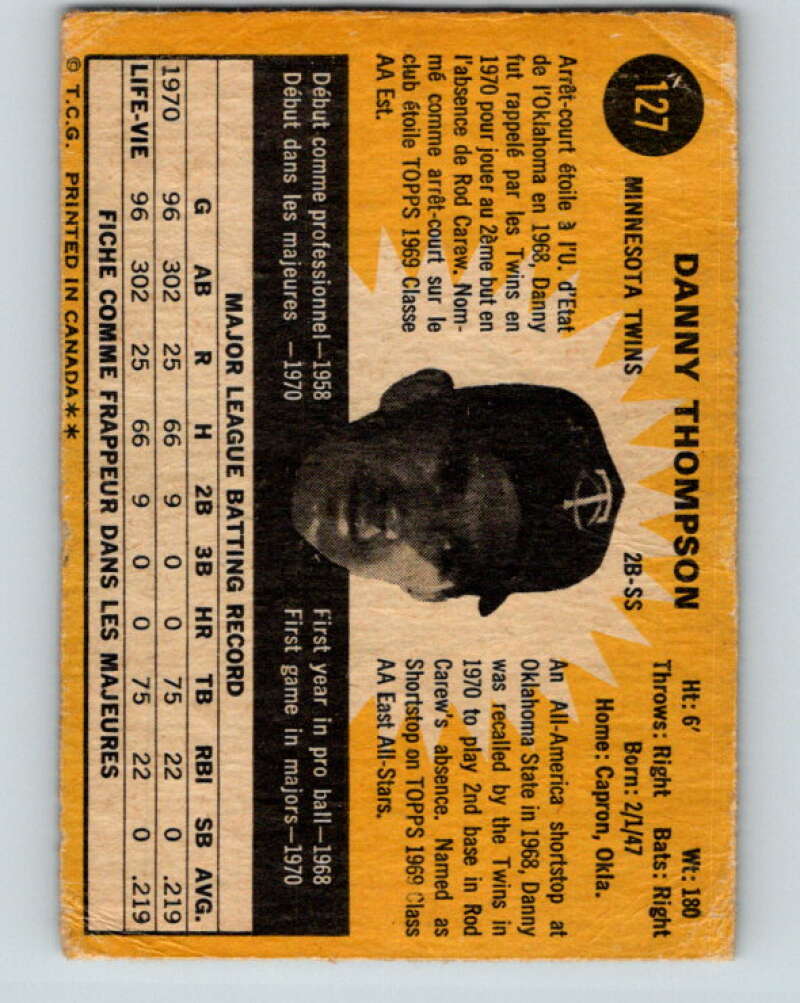 127
DANNY THOMPSON
MINNESOTA TWINS
2B-SS
Ht: 6′ Wt: 180
Throws: Right Bats: Right
Born: 2/1/47
Home: Capron, Okla.
Arrêt-court étoile à l'U. d'Etat
de l'Oklahoma en 1968, Danny
fut rappelé par les Twins en
1970 pour jouer au 2ème but en
l'absence de Rod Carew. Nom-
mé comme arrêt-court sur le
club étoile TOPPS 1969 Classe
AA Est.
An All-America shortstop at
Oklahoma State in 1968, Danny
was recalled by the Twins in
1970 to play 2nd base in Rod
Carew's absence. Named as
Shortstop on TOPPS 1969 Class
AA East All-Stars.
Début comme professionnel—1958
Début dans les majeures —1970
First year in pro ball—1968
First game in majors—1970
MAJOR LEAGUE BATTING RECORD
G AB R H 2B 3B HR TB RBI SB AVG.
1970 96 302 25 66 9 0 0 75 22 0 .219
LIFE-VIE 96 302 25 66 9 0 0 75 22 0 .219
FICHE COMME FRAPPEUR DANS LES MAJEURES
© T.C.G. PRINTED IN CANADA**